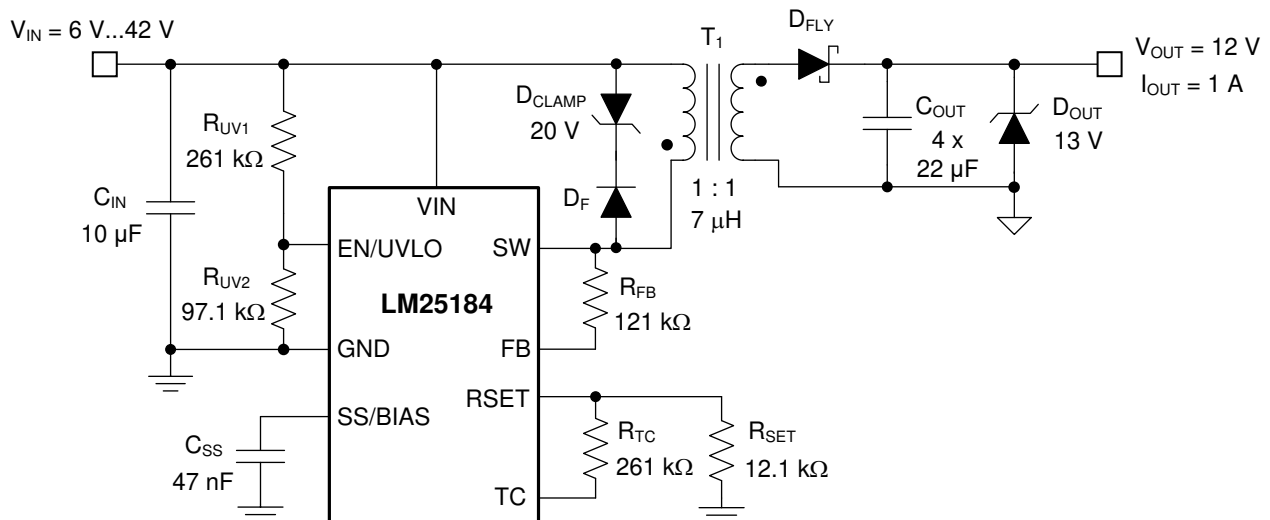 V_IN = 6 V...42 V
D_FLY
T_1
V_OUT = 12 V
I_OUT = 1 A
D_CLAMP
20 V
R_UV1
261 kΩ
C_OUT
4 x
22 µF
D_OUT
13 V
C_IN
10 µF
VIN
D_F
1 : 1
7 µH
EN/UVLO
SW
R_UV2
97.1 kΩ
LM25184
R_FB
121 kΩ
GND
FB
RSET
SS/BIAS
C_SS
47 nF
R_TC
261 kΩ
R_SET
12.1 kΩ
TC